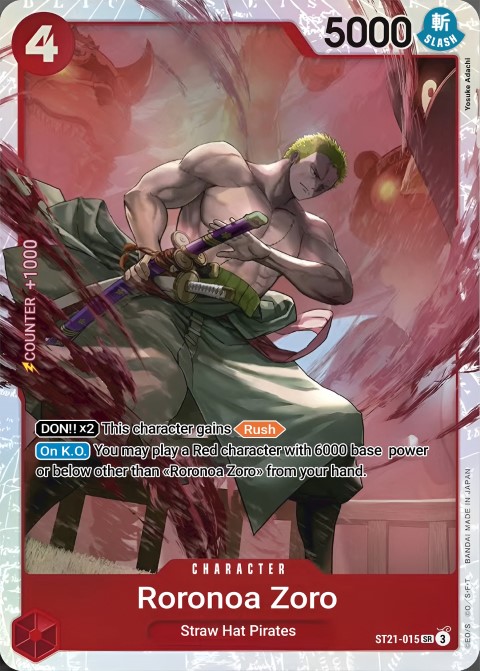 4
5000
斬
SLASH
Yosuke Adachi
COUNTER +1000
DON!! x2 This character gains Rush
On K.O. You may play a Red character with 6000 base power
or below other than «Roronoa Zoro» from your hand.
CHARACTER
Roronoa Zoro
Straw Hat Pirates
ST21-015 SR 3
©E.O/S. ©O./S.F-T. BANDAI MADE IN JAPAN